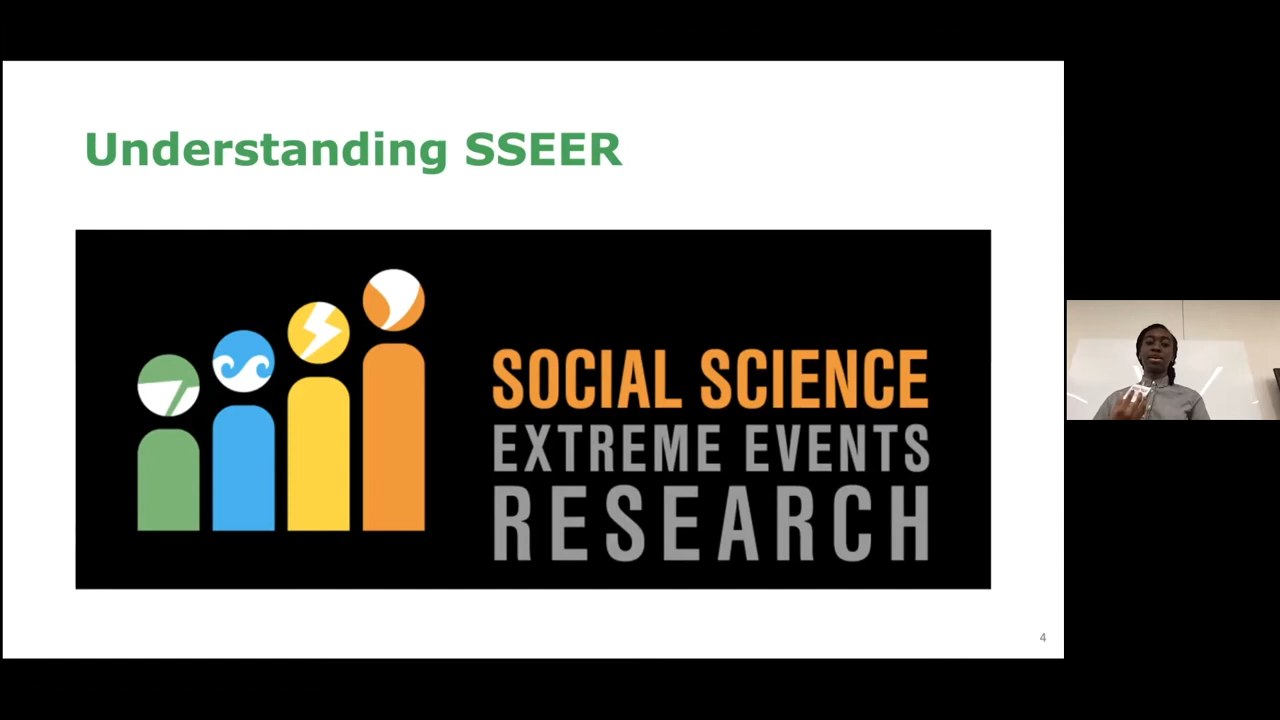 Understanding SSEER
SOCIAL SCIENCE
EXTREME EVENTS
RESEARCH
4